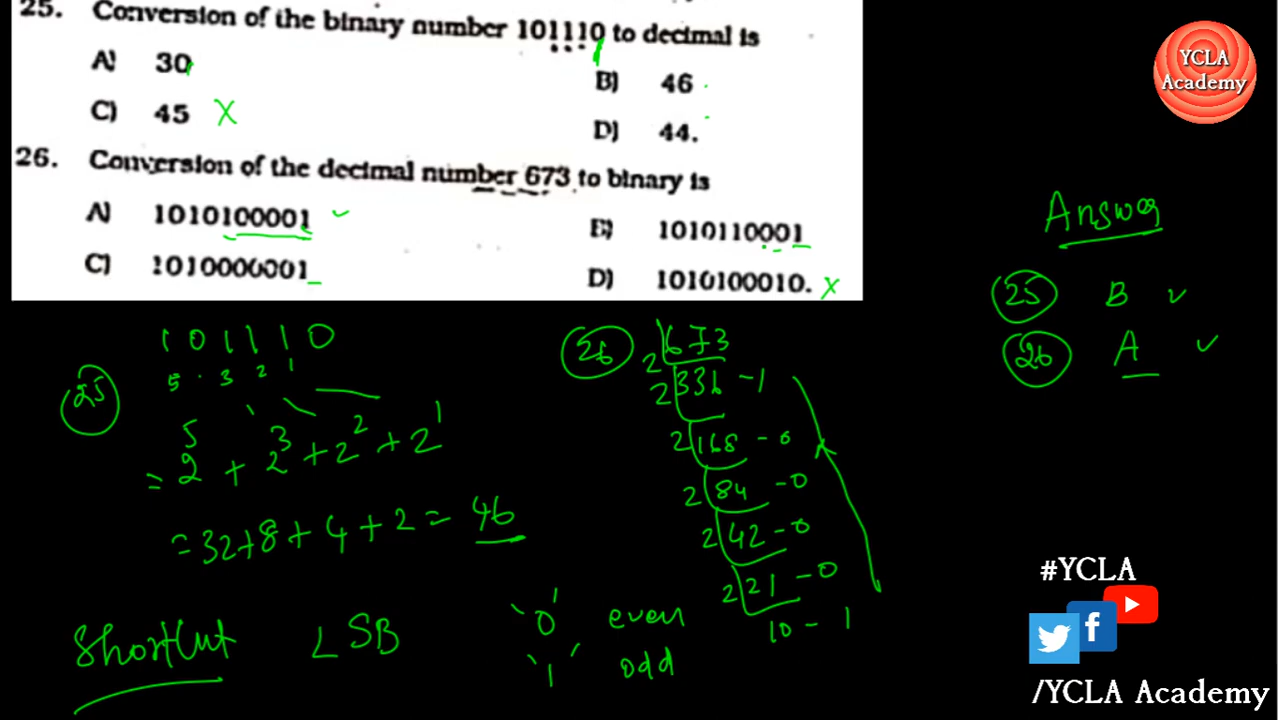 25. Conversion of the binary number 101110 to decimal is
A) 30
B) 46
C) 45 X
D) 44.
26. Conversion of the decimal number 673 to binary is
A) 1010100001
B) 1010110001
C) 1010000001
D) 1010100010. X
YCLA
Academy
Answer
25 B ✓
26 A ✓
25
1 0 1 1 1 0
5 3 2 1
= 2^5 + 2^3 + 2^2 + 2^1
= 32 + 8 + 4 + 2 = 46
Shortcut LSB
'0' even
'1' odd
26
2 673
2 336 - 1
2 168 - 0
2 84 - 0
2 42 - 0
2 21 - 0
10 - 1
#YCLA
/YCLA Academy